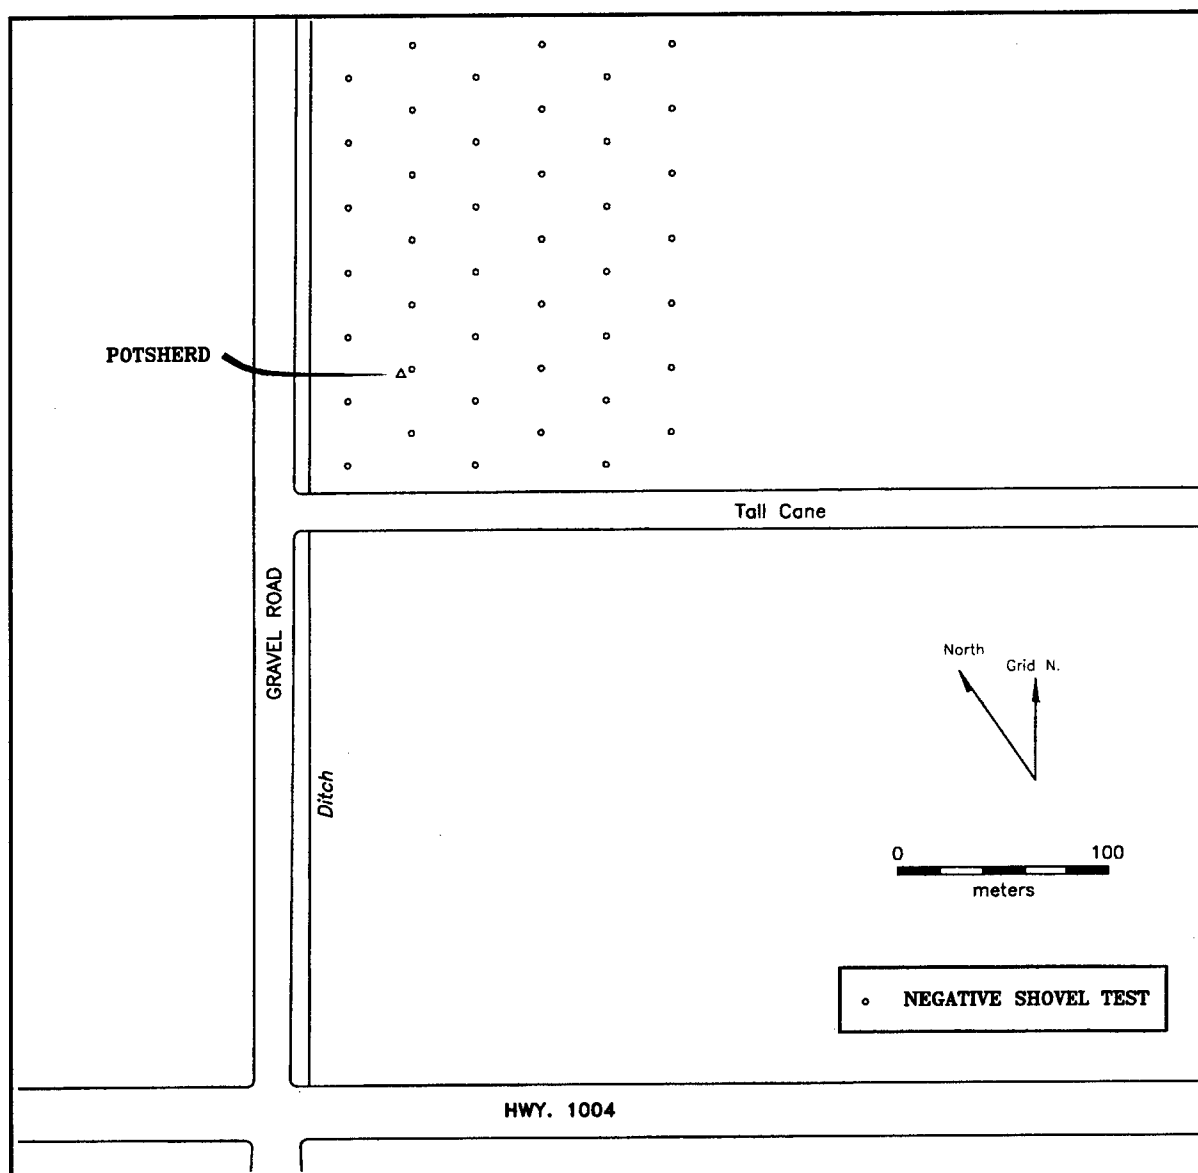 POTSHERD
Tall Cane
GRAVEL ROAD
North
Grid N.
Ditch
0 100
meters
NEGATIVE SHOVEL TEST
HWY. 1004